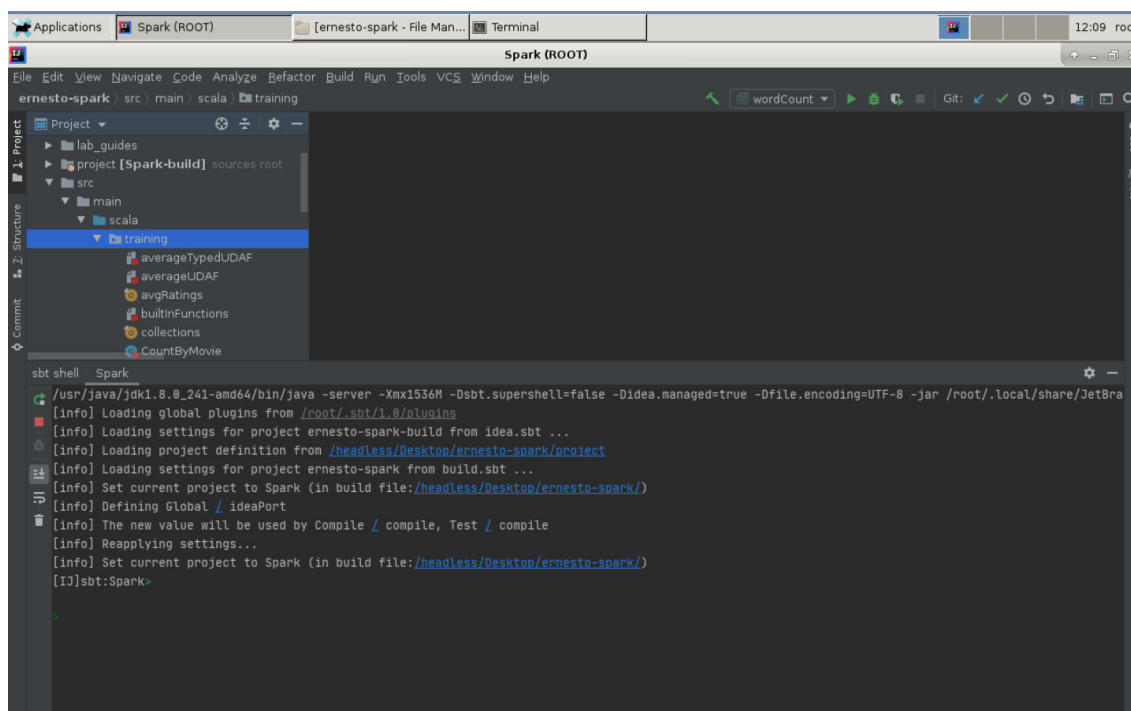 Applications Spark (ROOT) [ernesto-spark - File Man... Terminal 12:09
Spark (ROOT)
File Edit View Navigate Code Analyze Refactor Build Run Tools VCS Window Help
ernesto-spark src main scala training wordCount Git:
1: Project
Project
lab_guides
project [Spark-build] sources root
src
main
scala
training
averageTypedUDAF
averageUDAF
avgRatings
builtInFunctions
collections
CountByMovie
Z: Structure
Commit
sbt shell Spark
/usr/java/jdk1.8.0_241-amd64/bin/java -server -Xmx1536M -Dsbt.supershell=false -Didea.managed=true -Dfile.encoding=UTF-8 -jar /root/.local/share/JetBra
[info] Loading global plugins from /root/.sbt/1.0/plugins
[info] Loading settings for project ernesto-spark-build from idea.sbt ...
[info] Loading project definition from /headless/Desktop/ernesto-spark/project
[info] Loading settings for project ernesto-spark from build.sbt ...
[info] Set current project to Spark (in build file:/headless/Desktop/ernesto-spark/)
[info] Defining Global / ideaPort
[info] The new value will be used by Compile / compile, Test / compile
[info] Reapplying settings...
[info] Set current project to Spark (in build file:/headless/Desktop/ernesto-spark/)
[IJ]sbt:Spark>
>